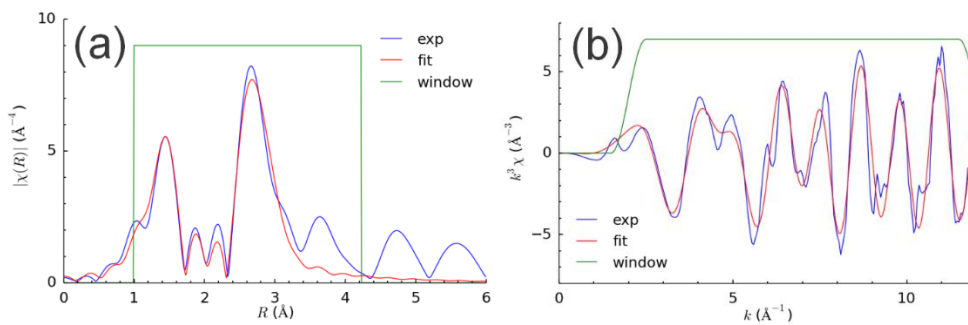 (a)
10
5
0
|χ(R)| (Å⁻⁴)
exp
fit
window
0 1 2 3 4 5 6
R (Å)
(b)
5
0
−5
k³ χ (Å⁻³)
exp
fit
window
0 5 10
k (Å⁻¹)